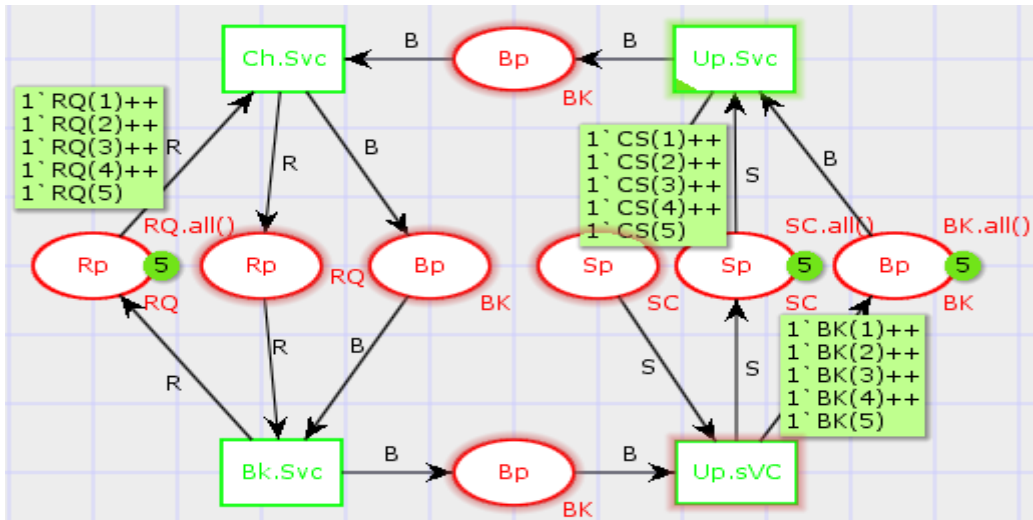 Ch.Svc
B
Bp
BK
B
Up.Svc
1`RQ(1)++
1`RQ(2)++
1`RQ(3)++
1`RQ(4)++
1`RQ(5)
R
R
B
1`CS(1)++
1`CS(2)++
1`CS(3)++
1`CS(4)++
1`CS(5)
S
B
RQ.all()
Rp
5
RQ
Rp
RQ
Bp
BK
Sp
SC
SC.all()
Sp
5
SC
BK.all()
Bp
5
BK
1`BK(1)++
1`BK(2)++
1`BK(3)++
1`BK(4)++
1`BK(5)
R
R
B
S
S
Bk.Svc
B
Bp
BK
B
Up.sVC